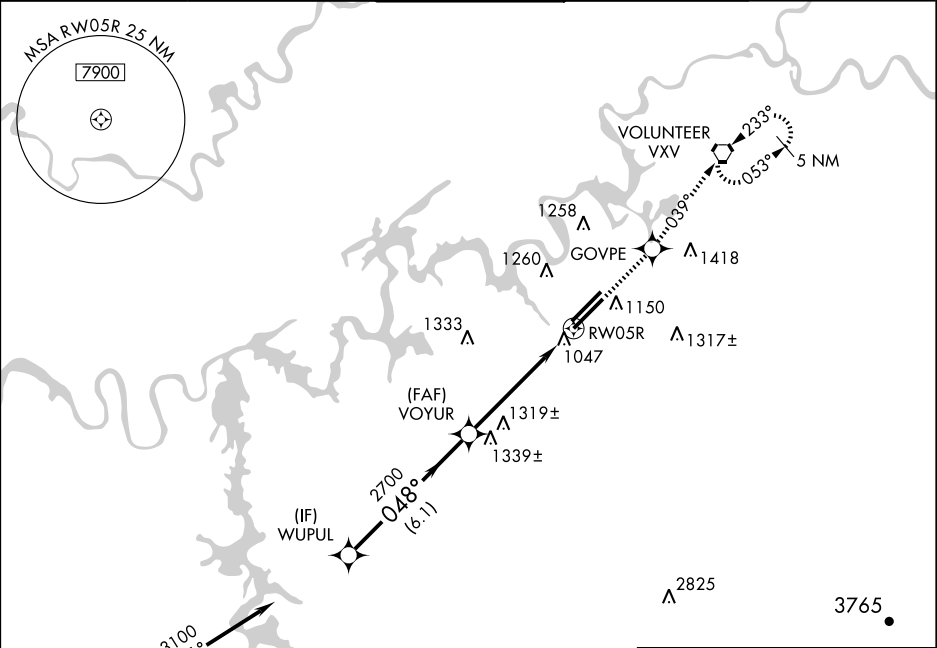 MSA RW05R 25 NM
7900
VOLUNTEER
VXV
233°
053°
5 NM
039°
1258
GOVPE
1418
1260
1150
1333
RW05R
1317±
1047
(FAF)
VOYUR
1319±
1339±
2700
048°
(6.1)
(IF)
WUPUL
2825
3765
3100